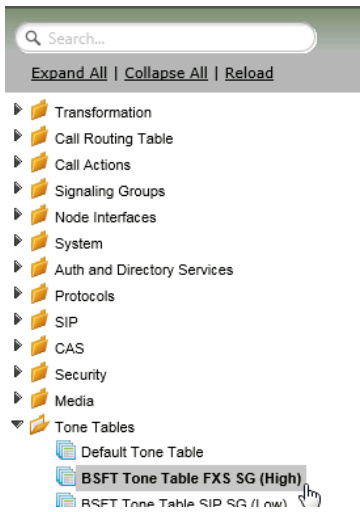 Search...
Expand All | Collapse All | Reload
Transformation
Call Routing Table
Call Actions
Signaling Groups
Node Interfaces
System
Auth and Directory Services
Protocols
SIP
CAS
Security
Media
Tone Tables
Default Tone Table
BSFT Tone Table FXS SG (High)
BSFT Tone Table SIP SG (Low)